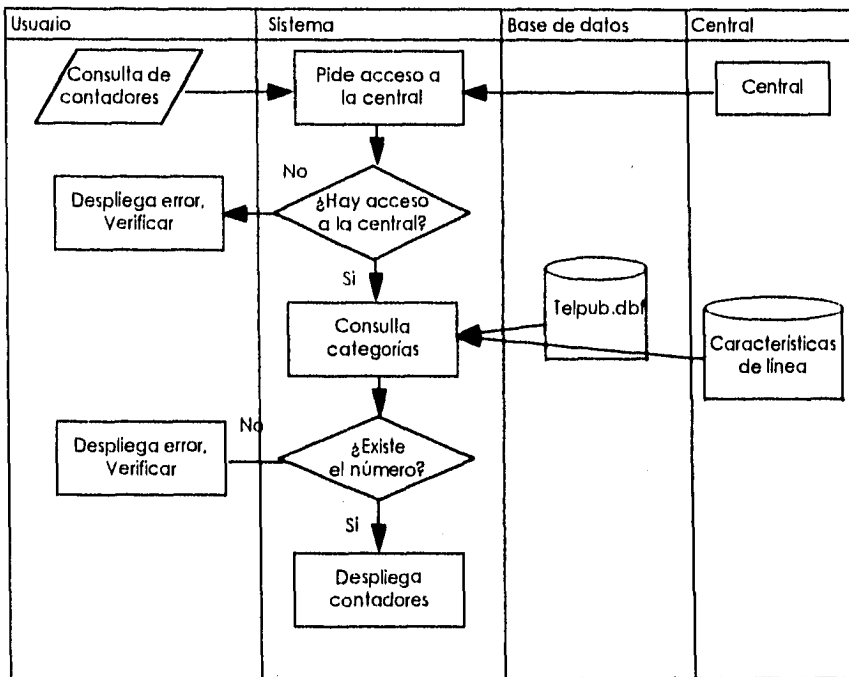 Usuario
Sistema
Base de datos
Central
Consulta de
contadores
Pide acceso a
la central
Central
No
Despliega error,
Verificar
¿Hay acceso
a la central?
Si
Telpub.dbf
Consulla
categorías
Características
de línea
No
Despliega error,
Verificar
¿Existe
el número?
Si
Despliega
contadores